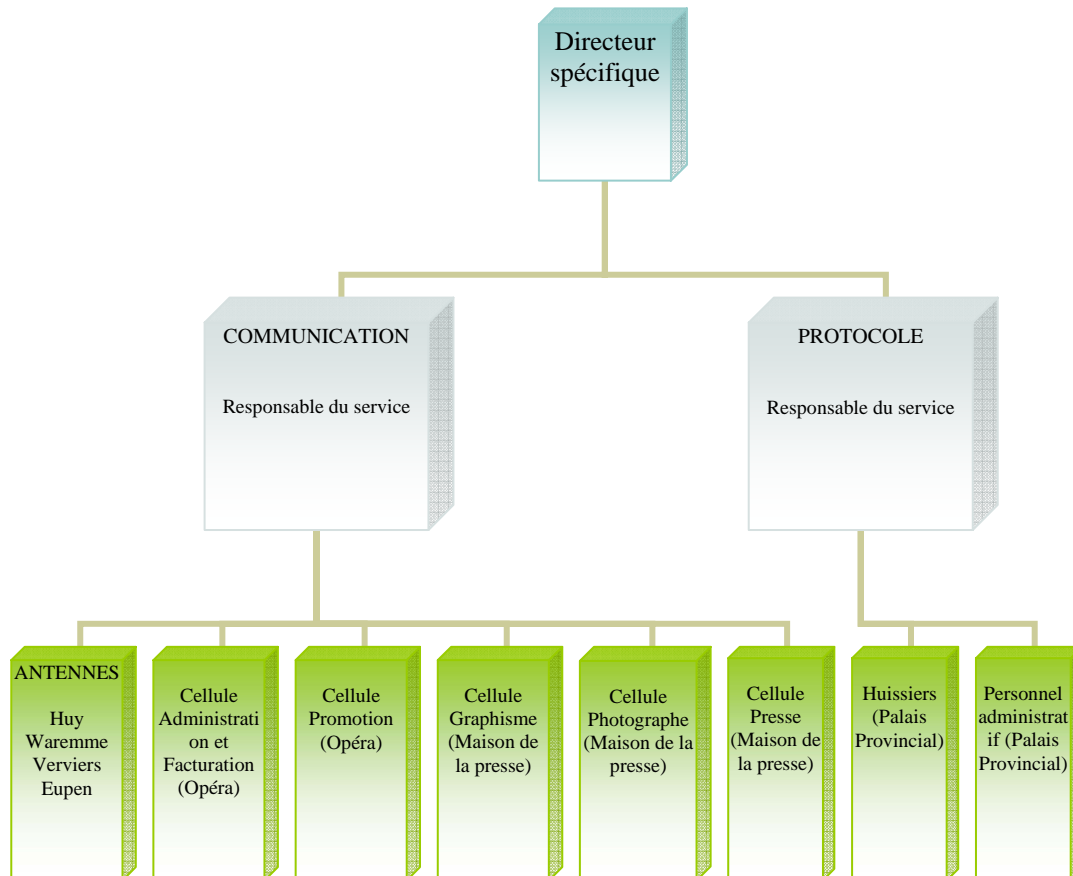 Directeur
spécifique
COMMUNICATION
Responsable du service
PROTOCOLE
Responsable du service
ANTENNES
Huy
Waremme
Verviers
Eupen
Cellule
Administrati
on et
Facturation
(Opéra)
Cellule
Promotion
(Opéra)
Cellule
Graphisme
(Maison de
la presse)
Cellule
Photographe
(Maison de la
presse)
Cellule
Presse
(Maison de
la presse)
Huissiers
(Palais
Provincial)
Personnel
administrat
if (Palais
Provincial)